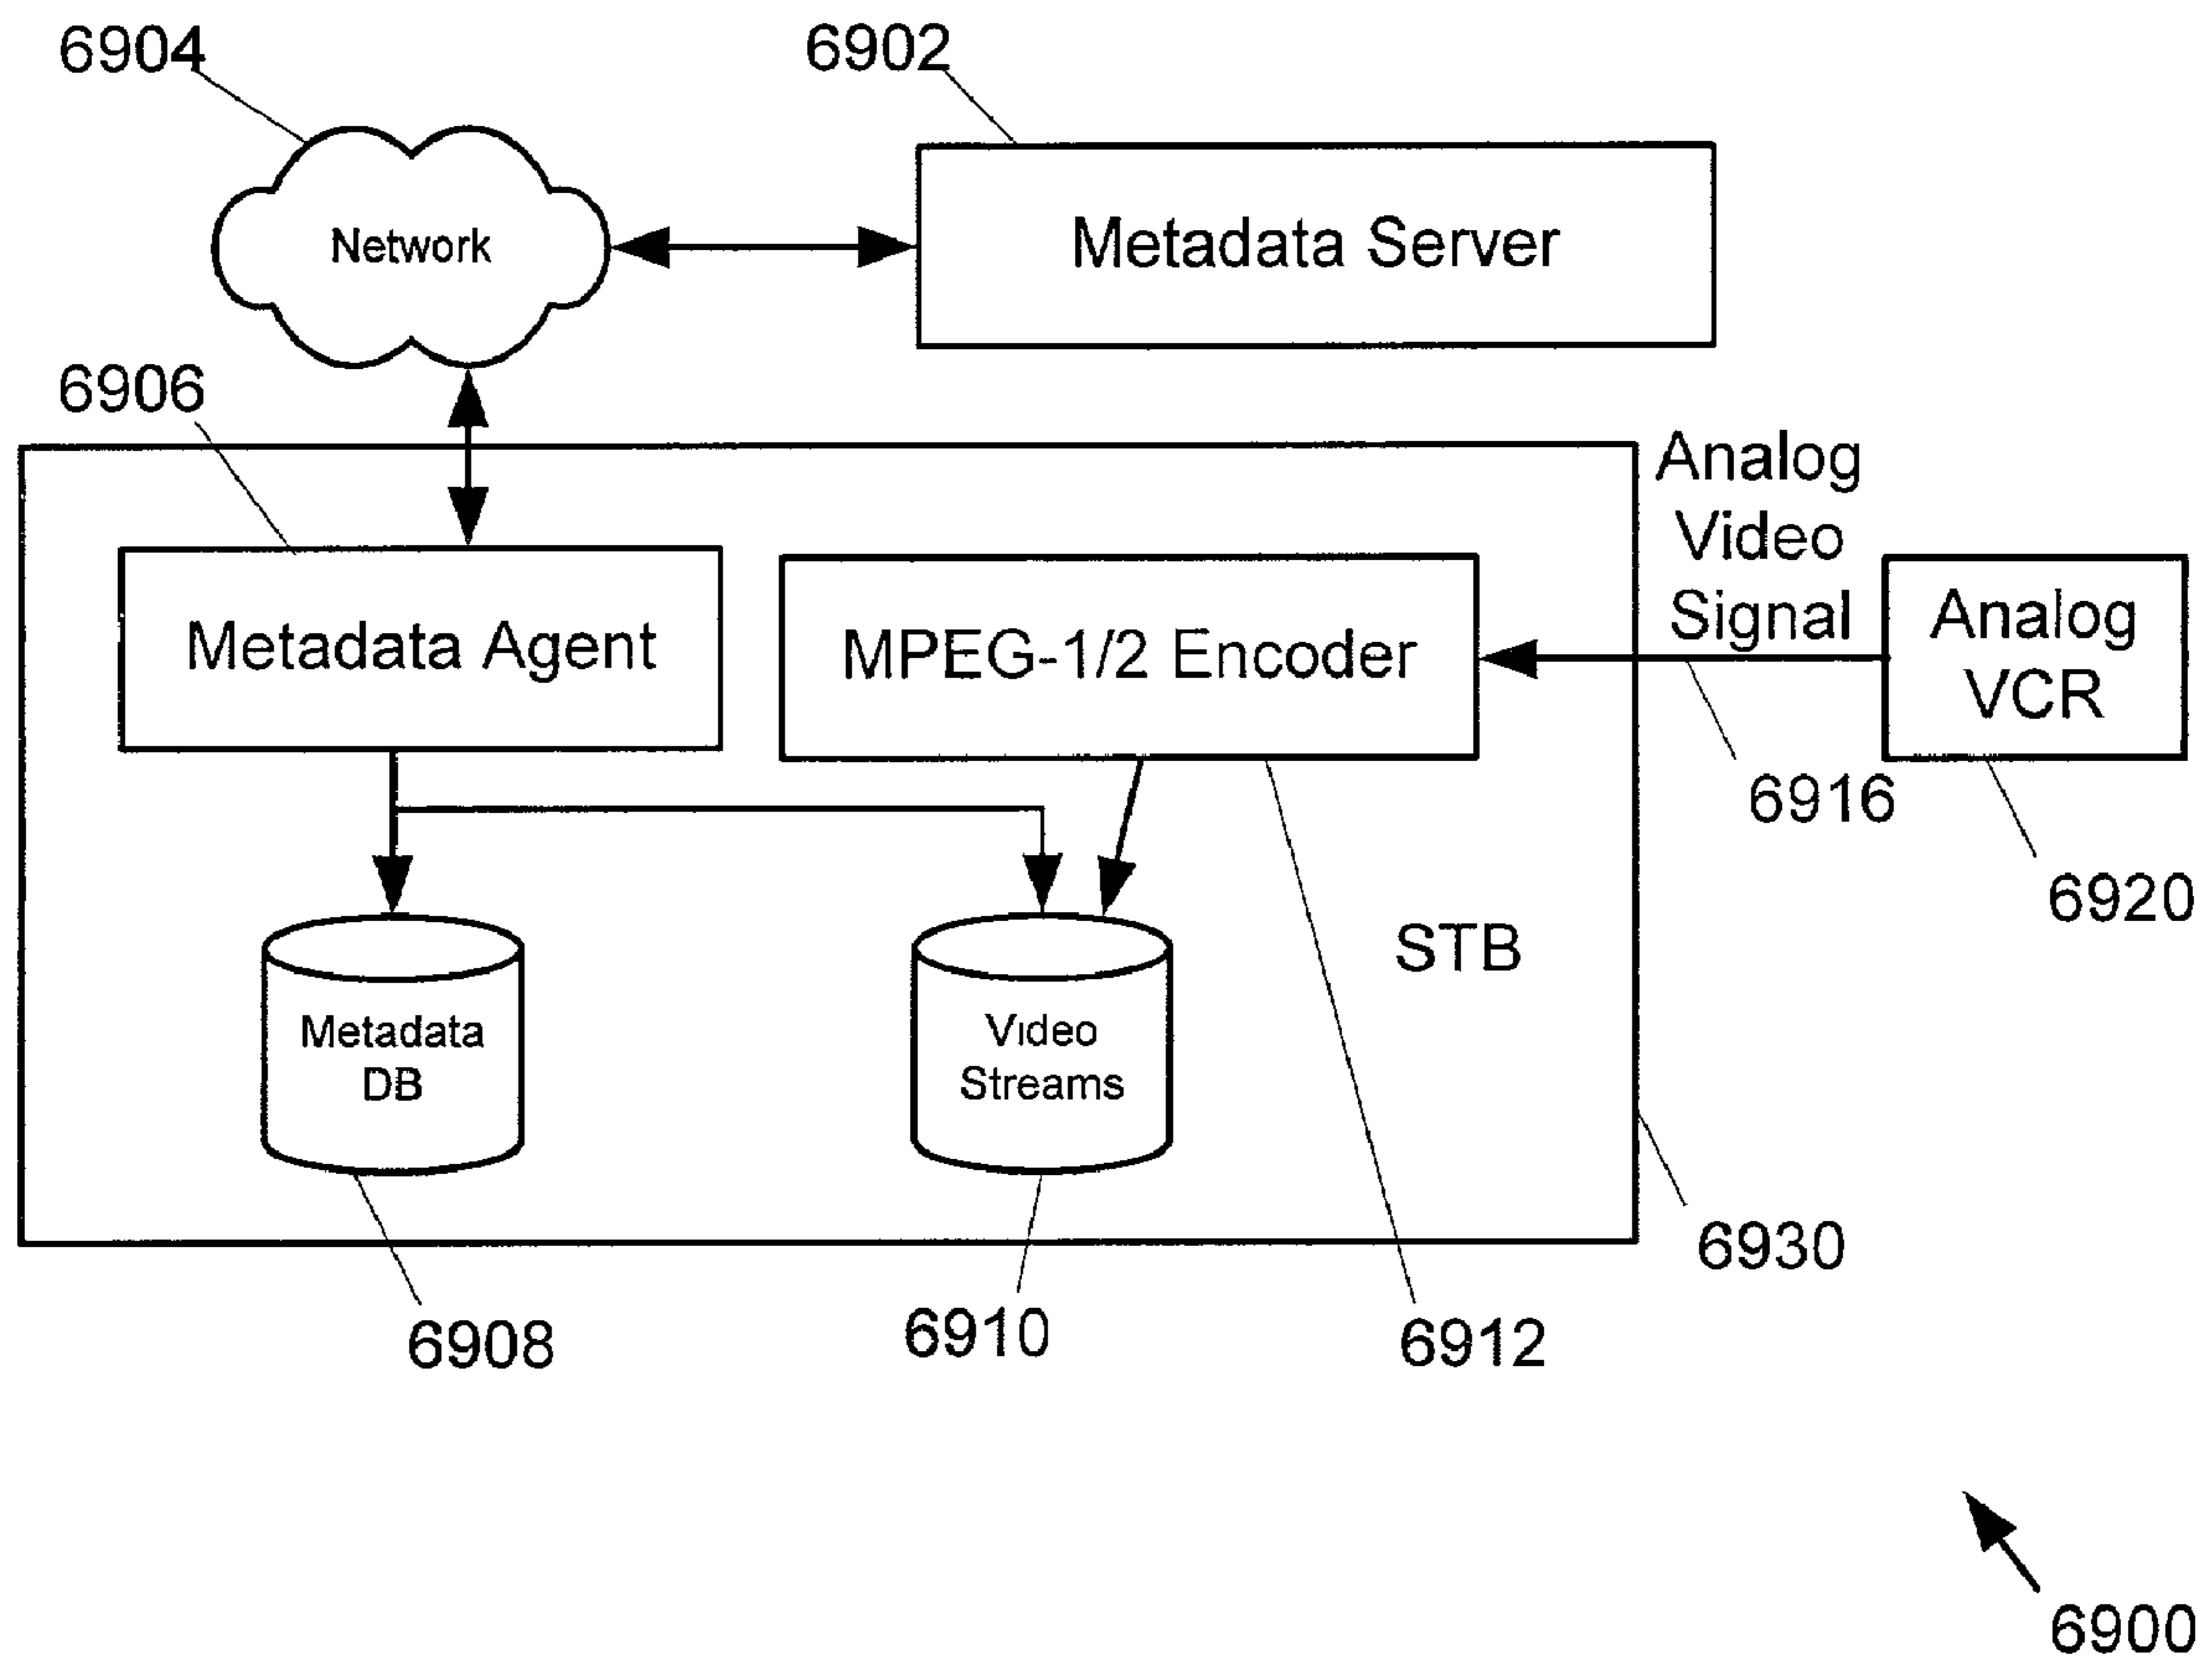 6904
6902
Network
Metadata Server
6906
Analog
Video
Signal
Analog
VCR
Metadata Agent
MPEG-1/2 Encoder
6916
6920
STB
Metadata
DB
Video
Streams
6930
6908
6910
6912
6900